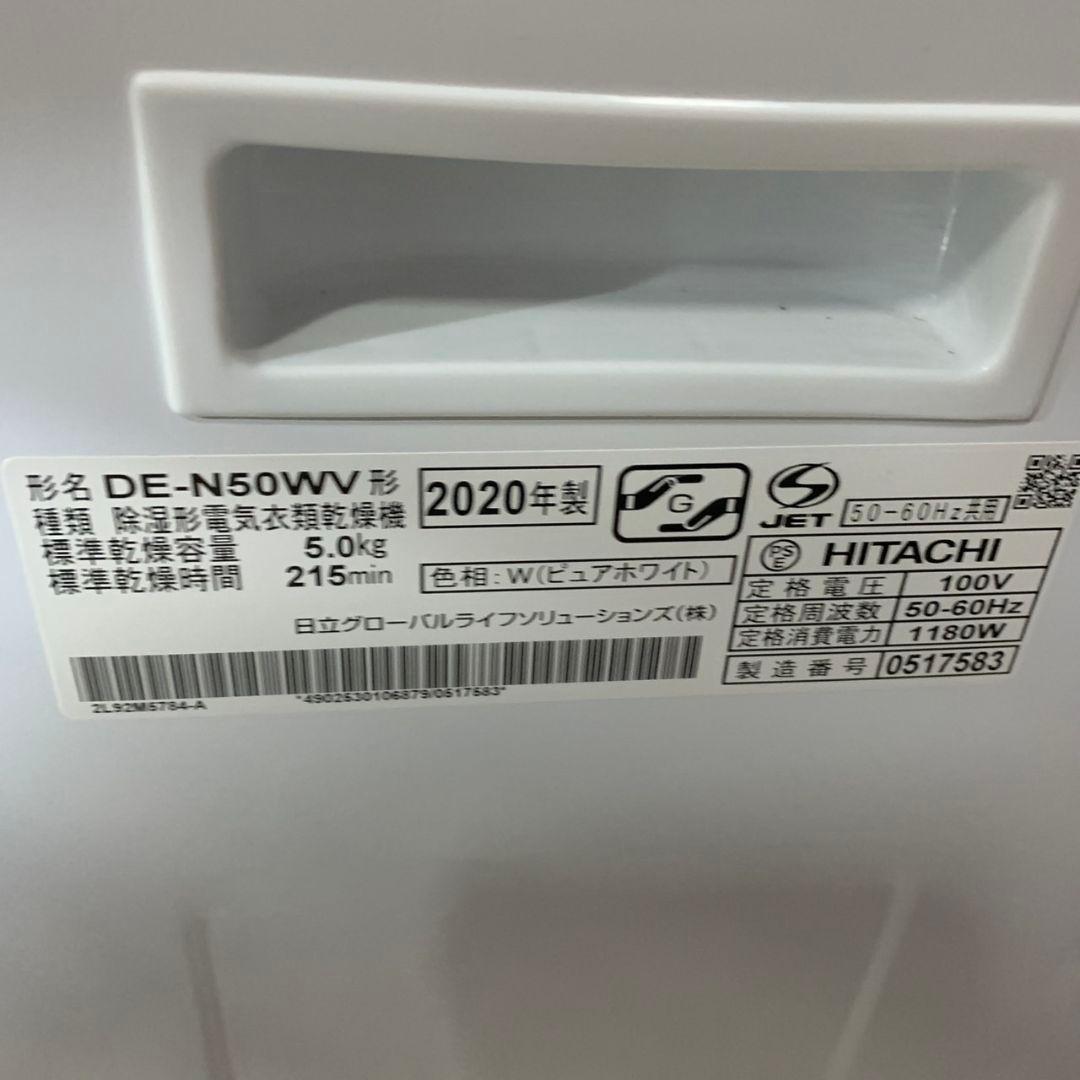 形名 DE-N50WV 形
種類 除湿形電気衣類乾燥機
標準乾燥容量 5.0kg
標準乾燥時間 215min
2020年製
色相:W(ピュアホワイト)
日立グローバルライフソリューションズ(株)
2L92M5784-A
*4902530106879/0517583*
G
S
JET
50-60Hz共用
PS
E
HITACHI
定格電圧 100V
定格周波数 50-60Hz
定格消費電力 1180W
製造番号 0517583